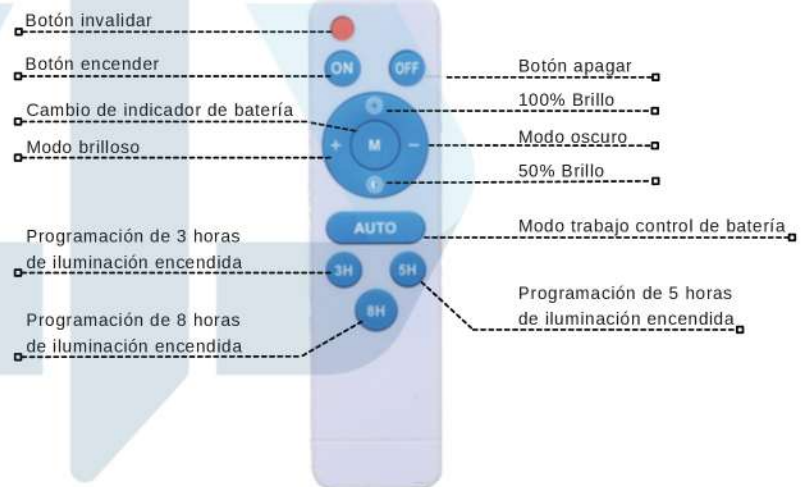 Botón invalidar
Botón encender
Cambio de indicador de batería
Modo brilloso
Programación de 3 horas
de iluminación encendida
Programación de 8 horas
de iluminación encendida
ON
OFF
+
M
−
AUTO
3H
5H
8H
Botón apagar
100% Brillo
Modo oscuro
50% Brillo
Modo trabajo control de batería
Programación de 5 horas
de iluminación encendida